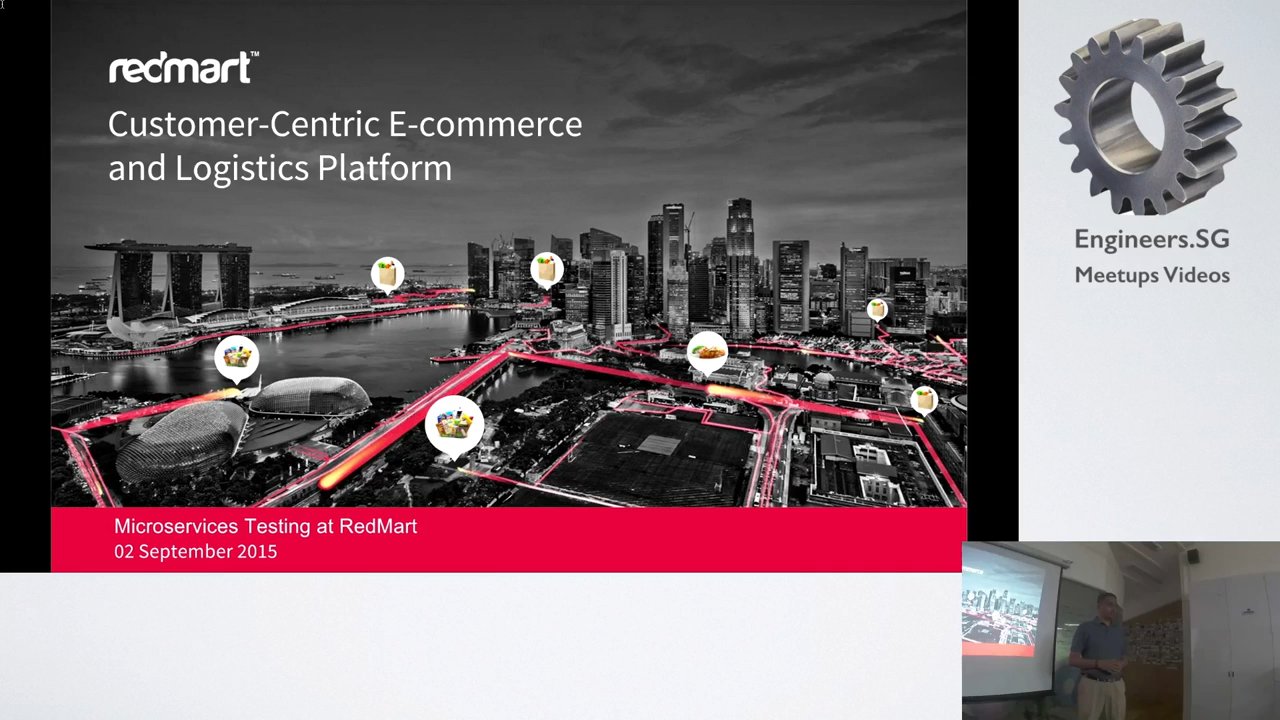 redmart™
Customer-Centric E-commerce
and Logistics Platform
Microservices Testing at RedMart
02 September 2015
Engineers.SG
Meetups Videos